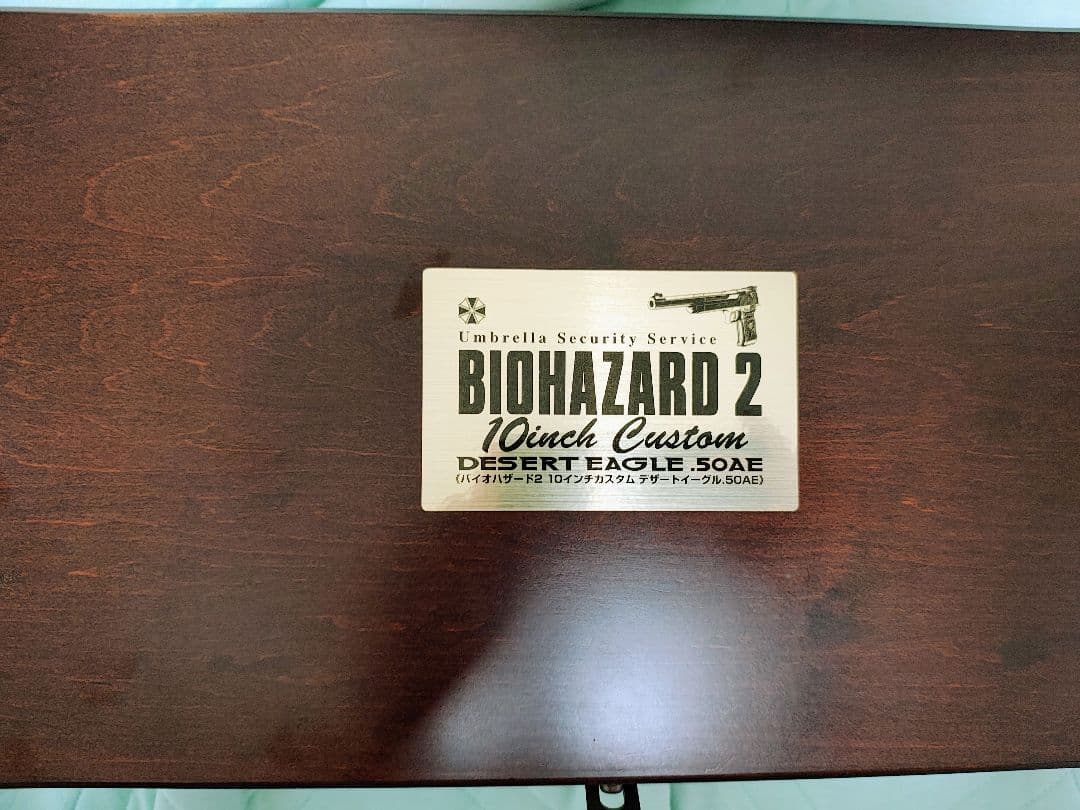 Umbrella Security Service
BIOHAZARD 2
10inch Custom
DESERT EAGLE .50AE
《バイオハザード2 10インチカスタム デザートイーグル.50AE》